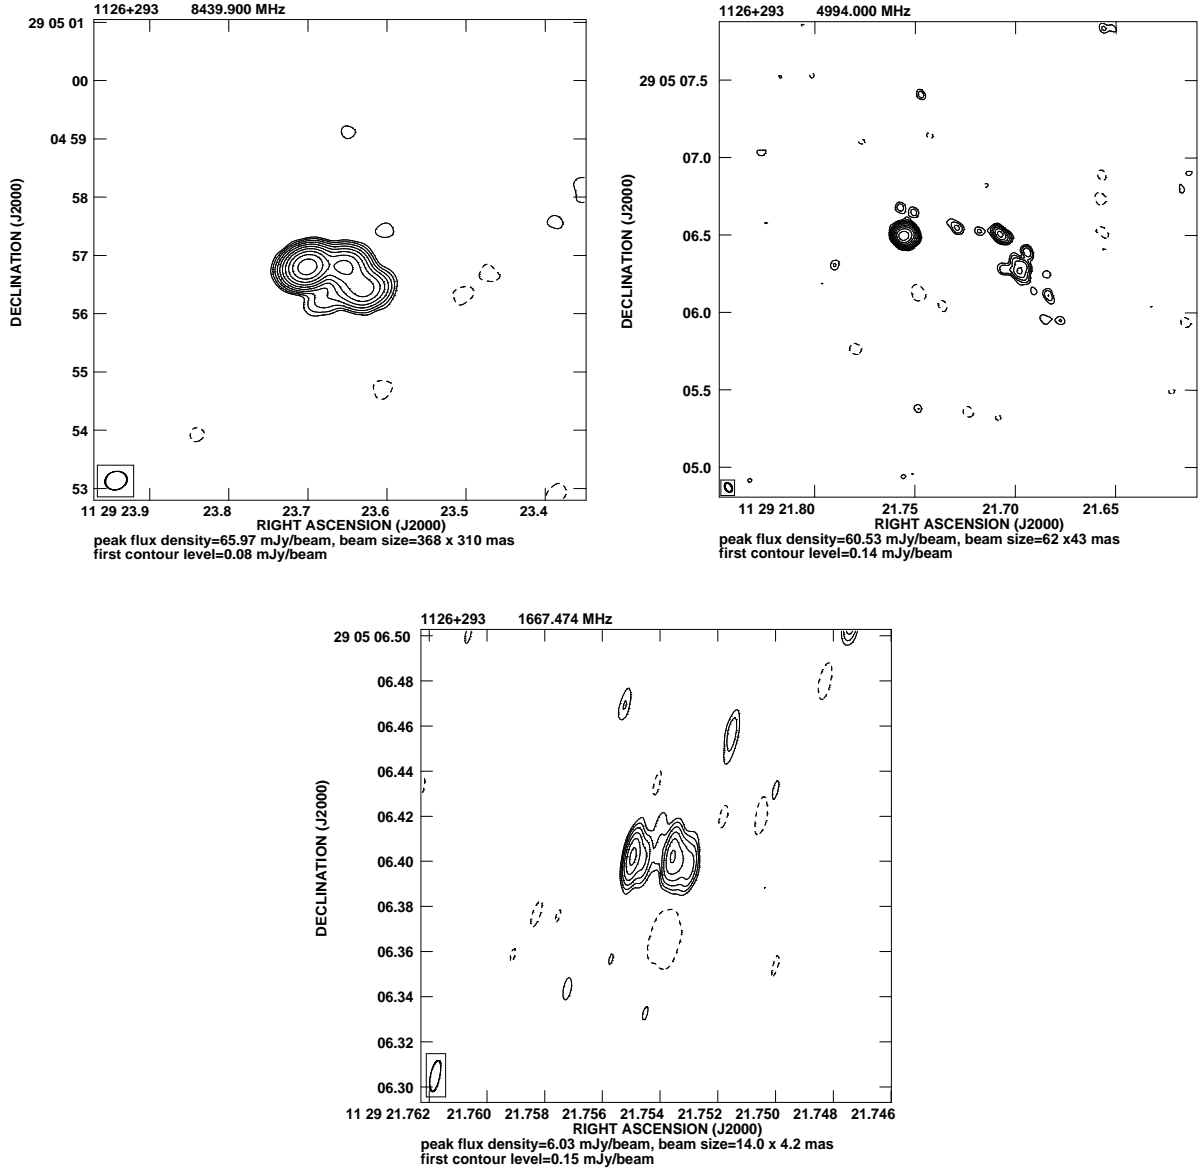 1126+293 8439.900 MHz
29 05 01
00
04 59
58
57
56
55
54
53
DECLINATION (J2000)
11 29 23.9 23.8 23.7 23.6 23.5 23.4
RIGHT ASCENSION (J2000)
peak flux density=65.97 mJy/beam, beam size=368 x 310 mas
first contour level=0.08 mJy/beam
1126+293 4994.000 MHz
29 05 07.5
07.0
06.5
06.0
05.5
05.0
DECLINATION (J2000)
11 29 21.80 21.75 21.70 21.65
RIGHT ASCENSION (J2000)
peak flux density=60.53 mJy/beam, beam size=62 x43 mas
first contour level=0.14 mJy/beam
1126+293 1667.474 MHz
29 05 06.50
06.48
06.46
06.44
06.42
06.40
06.38
06.36
06.34
06.32
06.30
DECLINATION (J2000)
11 29 21.762 21.760 21.758 21.756 21.754 21.752 21.750 21.748 21.746
RIGHT ASCENSION (J2000)
peak flux density=6.03 mJy/beam, beam size=14.0 x 4.2 mas
first contour level=0.15 mJy/beam